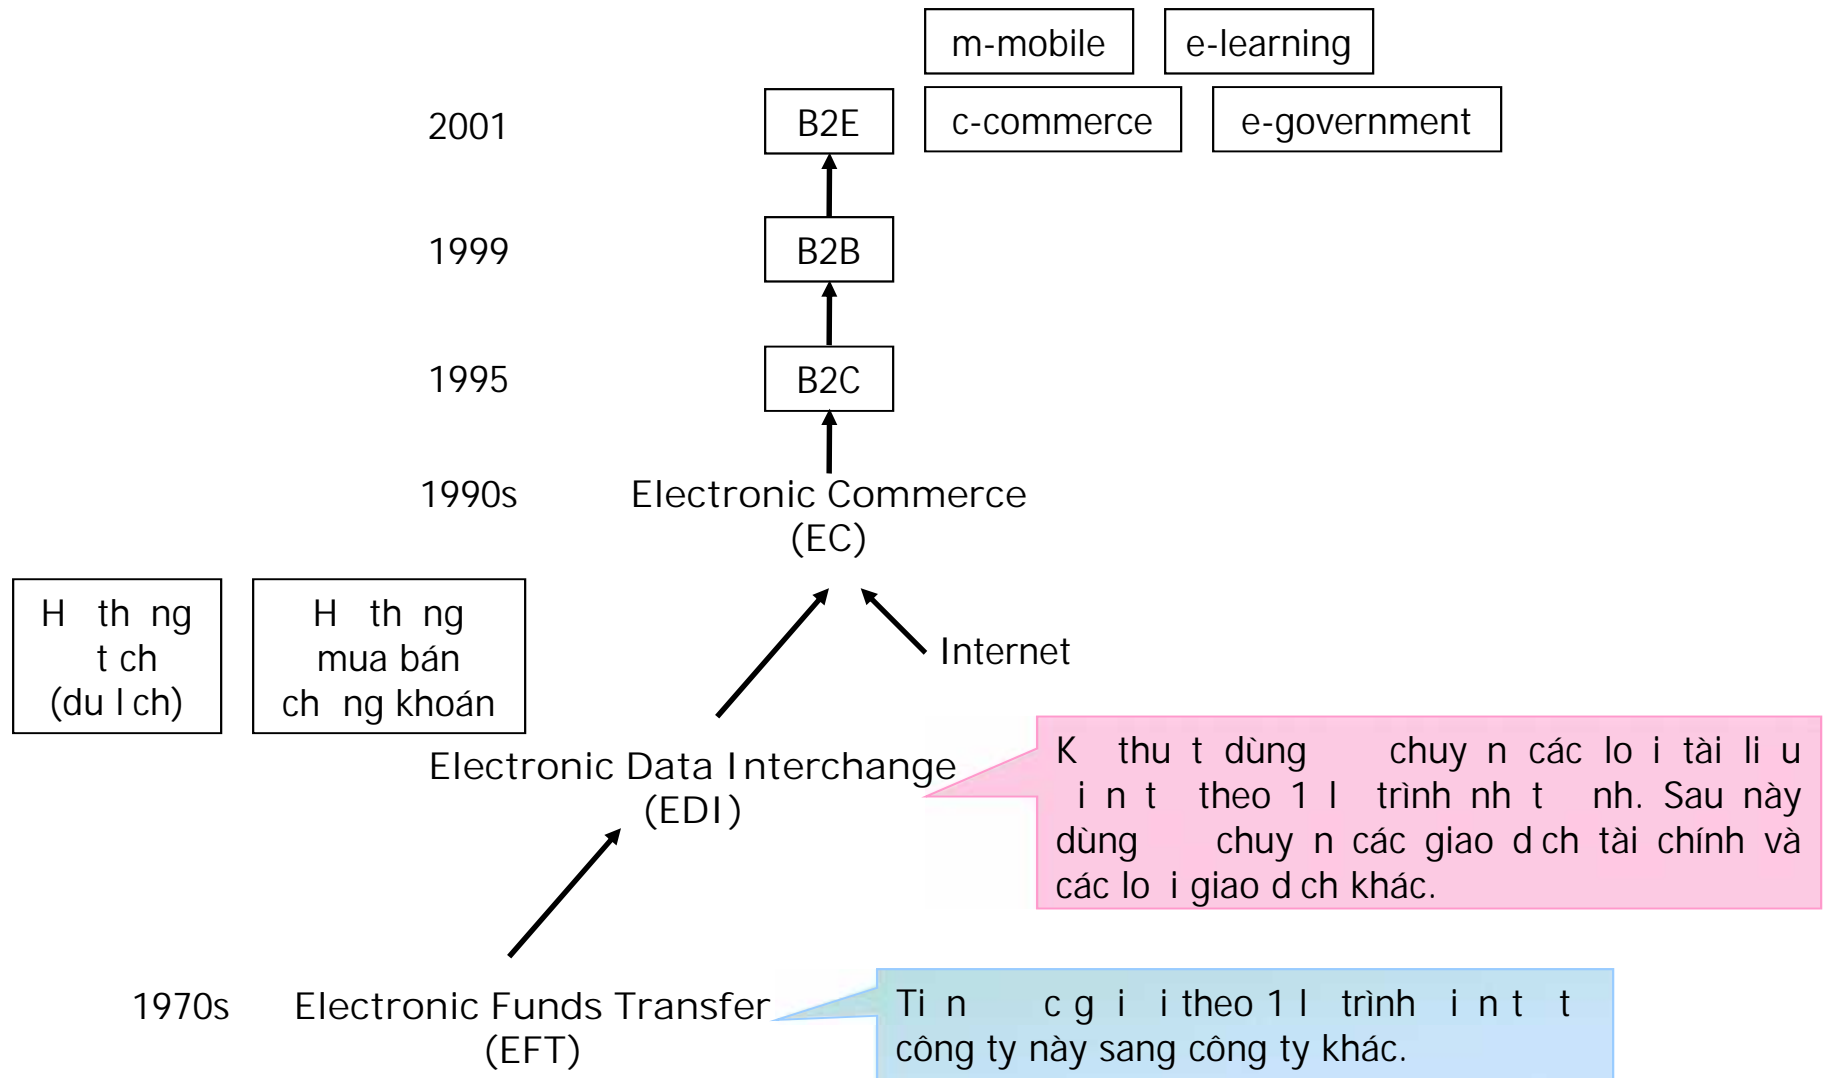 m-mobile
e-learning
2001
B2E
c-commerce
e-government
1999
B2B
1995
B2C
1990s
Electronic Commerce
(EC)
H th ng
t ch
(du l ch)
H th ng
mua bán
ch ng khoán
Internet
Electronic Data Interchange
(EDI)
K thu t dùng chuy n các lo i tài li u
i n t theo 1 l trình nh t nh. Sau này
dùng chuy n các giao d ch tài chính và
các lo i giao d ch khác.
1970s
Electronic Funds Transfer
(EFT)
Ti n c g i i theo 1 l trình i n t t
công ty này sang công ty khác.